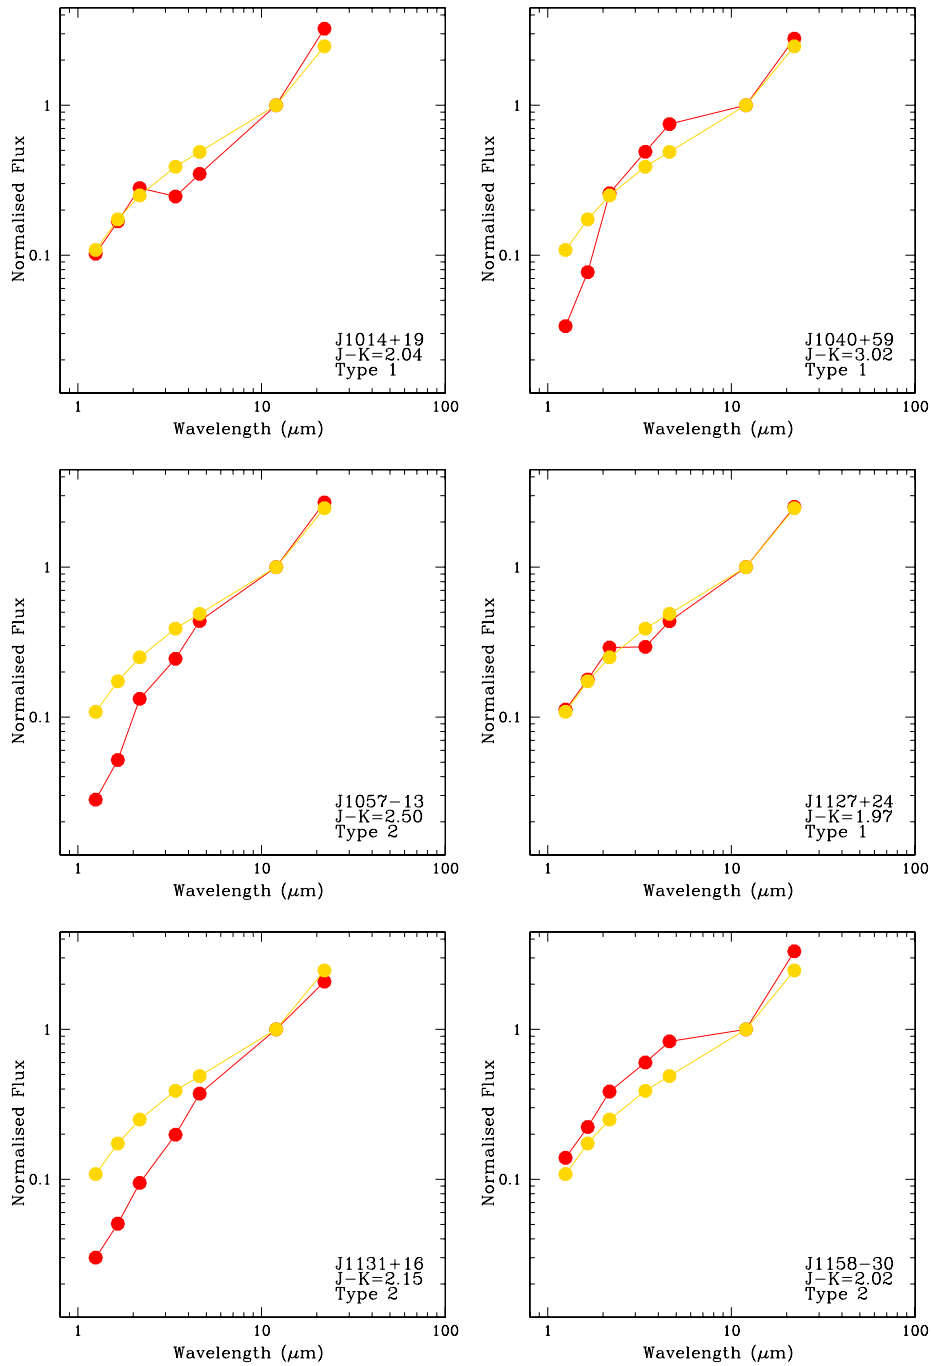 Normalised Flux
1
0.1
J1014+19
J-K=2.04
Type 1
1
10
100
Wavelength (μm)
Normalised Flux
1
0.1
J1040+59
J-K=3.02
Type 1
1
10
100
Wavelength (μm)
Normalised Flux
1
0.1
J1057-13
J-K=2.50
Type 2
1
10
100
Wavelength (μm)
Normalised Flux
1
0.1
J1127+24
J-K=1.97
Type 1
1
10
100
Wavelength (μm)
Normalised Flux
1
0.1
J1131+16
J-K=2.15
Type 2
1
10
100
Wavelength (μm)
Normalised Flux
1
0.1
J1158-30
J-K=2.02
Type 2
1
10
100
Wavelength (μm)